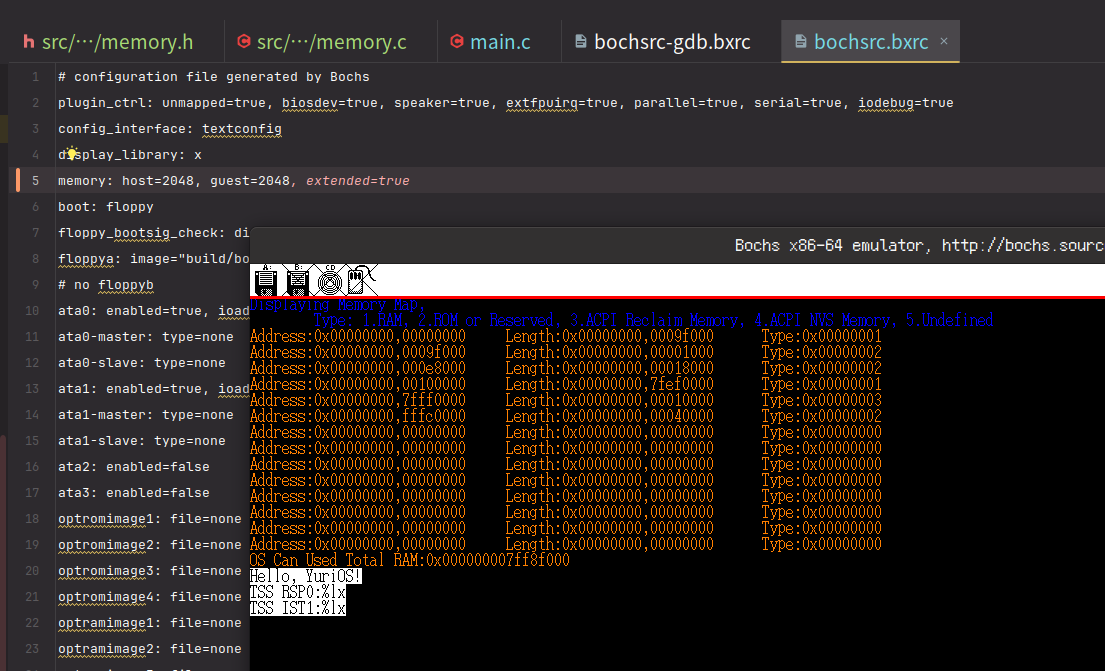 src/···/memory.h src/···/memory.c main.c bochsrc-gdb.bxrc bochsrc.bxrc ×
1 # configuration file generated by Bochs
2 plugin_ctrl: unmapped=true, biosdev=true, speaker=true, extfpuirq=true, parallel=true, serial=true, iodebug=true
3 config_interface: textconfig
4 display_library: x
5 memory: host=2048, guest=2048, extended=true
6 boot: floppy
7 floppy_bootsig_check: di
8 floppya: image="build/bo
9 # no floppyb
10 ata0: enabled=true, ioad
11 ata0-master: type=none
12 ata0-slave: type=none
13 ata1: enabled=true, ioad
14 ata1-master: type=none
15 ata1-slave: type=none
16 ata2: enabled=false
17 ata3: enabled=false
18 optromimage1: file=none
19 optromimage2: file=none
20 optromimage3: file=none
21 optromimage4: file=none
22 optramimage1: file=none
23 optramimage2: file=none
Bochs x86-64 emulator, http://bochs.sourc
A: B: CD
Displaying Memory Map,
Type: 1.RAM, 2.ROM or Reserved, 3.ACPI Reclaim Memory, 4.ACPI NVS Memory, 5.Undefined
Address:0x00000000,00000000 Length:0x00000000,0009f000 Type:0x00000001
Address:0x00000000,0009f000 Length:0x00000000,00001000 Type:0x00000002
Address:0x00000000,000e8000 Length:0x00000000,00018000 Type:0x00000002
Address:0x00000000,00100000 Length:0x00000000,7fef0000 Type:0x00000001
Address:0x00000000,7fff0000 Length:0x00000000,00010000 Type:0x00000003
Address:0x00000000,fffc0000 Length:0x00000000,00040000 Type:0x00000002
Address:0x00000000,00000000 Length:0x00000000,00000000 Type:0x00000000
Address:0x00000000,00000000 Length:0x00000000,00000000 Type:0x00000000
Address:0x00000000,00000000 Length:0x00000000,00000000 Type:0x00000000
Address:0x00000000,00000000 Length:0x00000000,00000000 Type:0x00000000
Address:0x00000000,00000000 Length:0x00000000,00000000 Type:0x00000000
Address:0x00000000,00000000 Length:0x00000000,00000000 Type:0x00000000
Address:0x00000000,00000000 Length:0x00000000,00000000 Type:0x00000000
Address:0x00000000,00000000 Length:0x00000000,00000000 Type:0x00000000
OS Can Used Total RAM:0x000000007ff8f000
Hello, YuriOS!
TSS RSP0:%lx
TSS IST1:%lx